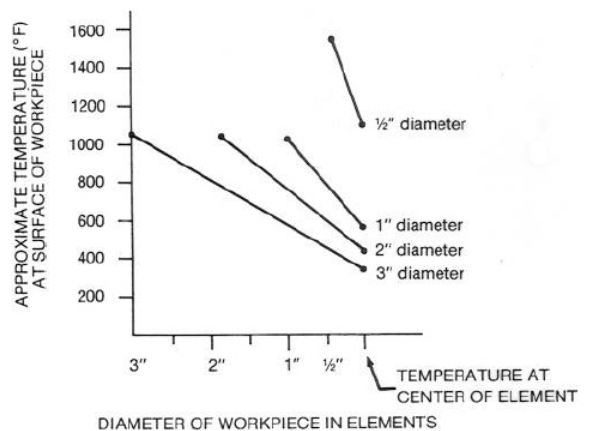 APPROXIMATE TEMPERATURE (°F)
AT SURFACE OF WORKPIECE
1600
1400
1200
1000
800
600
400
200
½" diameter
1" diameter
2" diameter
3" diameter
3" 2" 1" ½"
TEMPERATURE AT
CENTER OF ELEMENT
DIAMETER OF WORKPIECE IN ELEMENTS